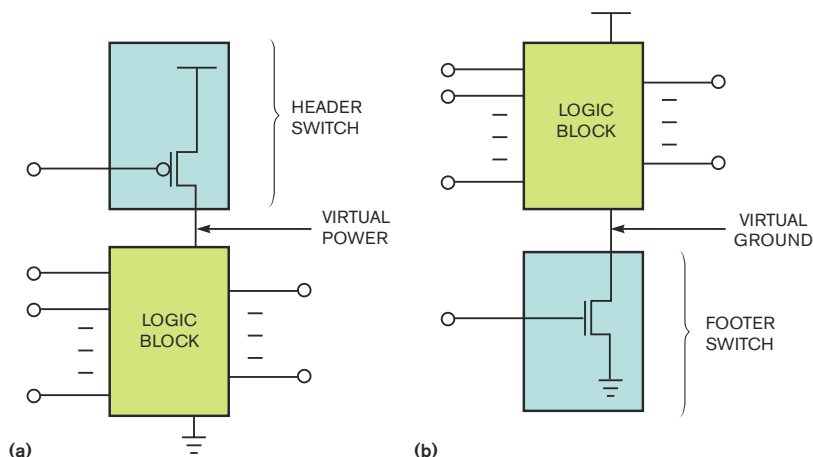 HEADER
SWITCH
VIRTUAL
POWER
LOGIC
BLOCK
(a)
LOGIC
BLOCK
VIRTUAL
GROUND
FOOTER
SWITCH
(b)